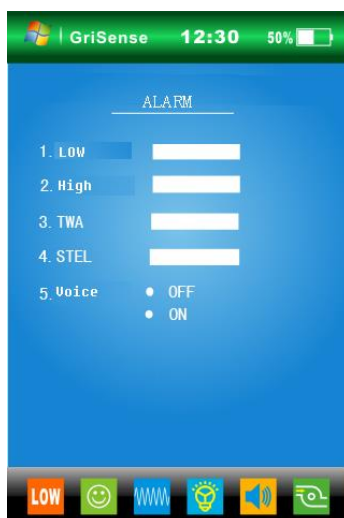 GriSense 12:30 50%
ALARM
1. LOW
2. High
3. TWA
4. STEL
5. Voice OFF
ON
LOW